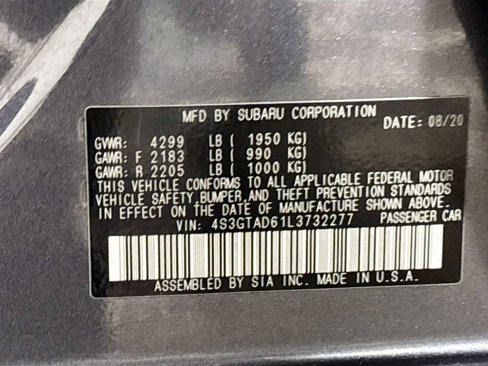 MFD BY SUBARU CORPORATION
DATE: 08/20
GVWR: 4299 LB ( 1950 KG)
GAWR: F 2183 LB ( 990 KG)
GAWR: R 2205 LB ( 1000 KG)
THIS VEHICLE CONFORMS TO ALL APPLICABLE FEDERAL MOTOR
VEHICLE SAFETY,BUMPER,AND THEFT PREVENTION STANDARDS
IN EFFECT ON THE DATE OF MANUFACTURE SHOWN ABOVE.
VIN: 4S3GTAD61L3732277 PASSENGER CAR
ASSEMBLED BY SIA INC. MADE IN U.S.A.